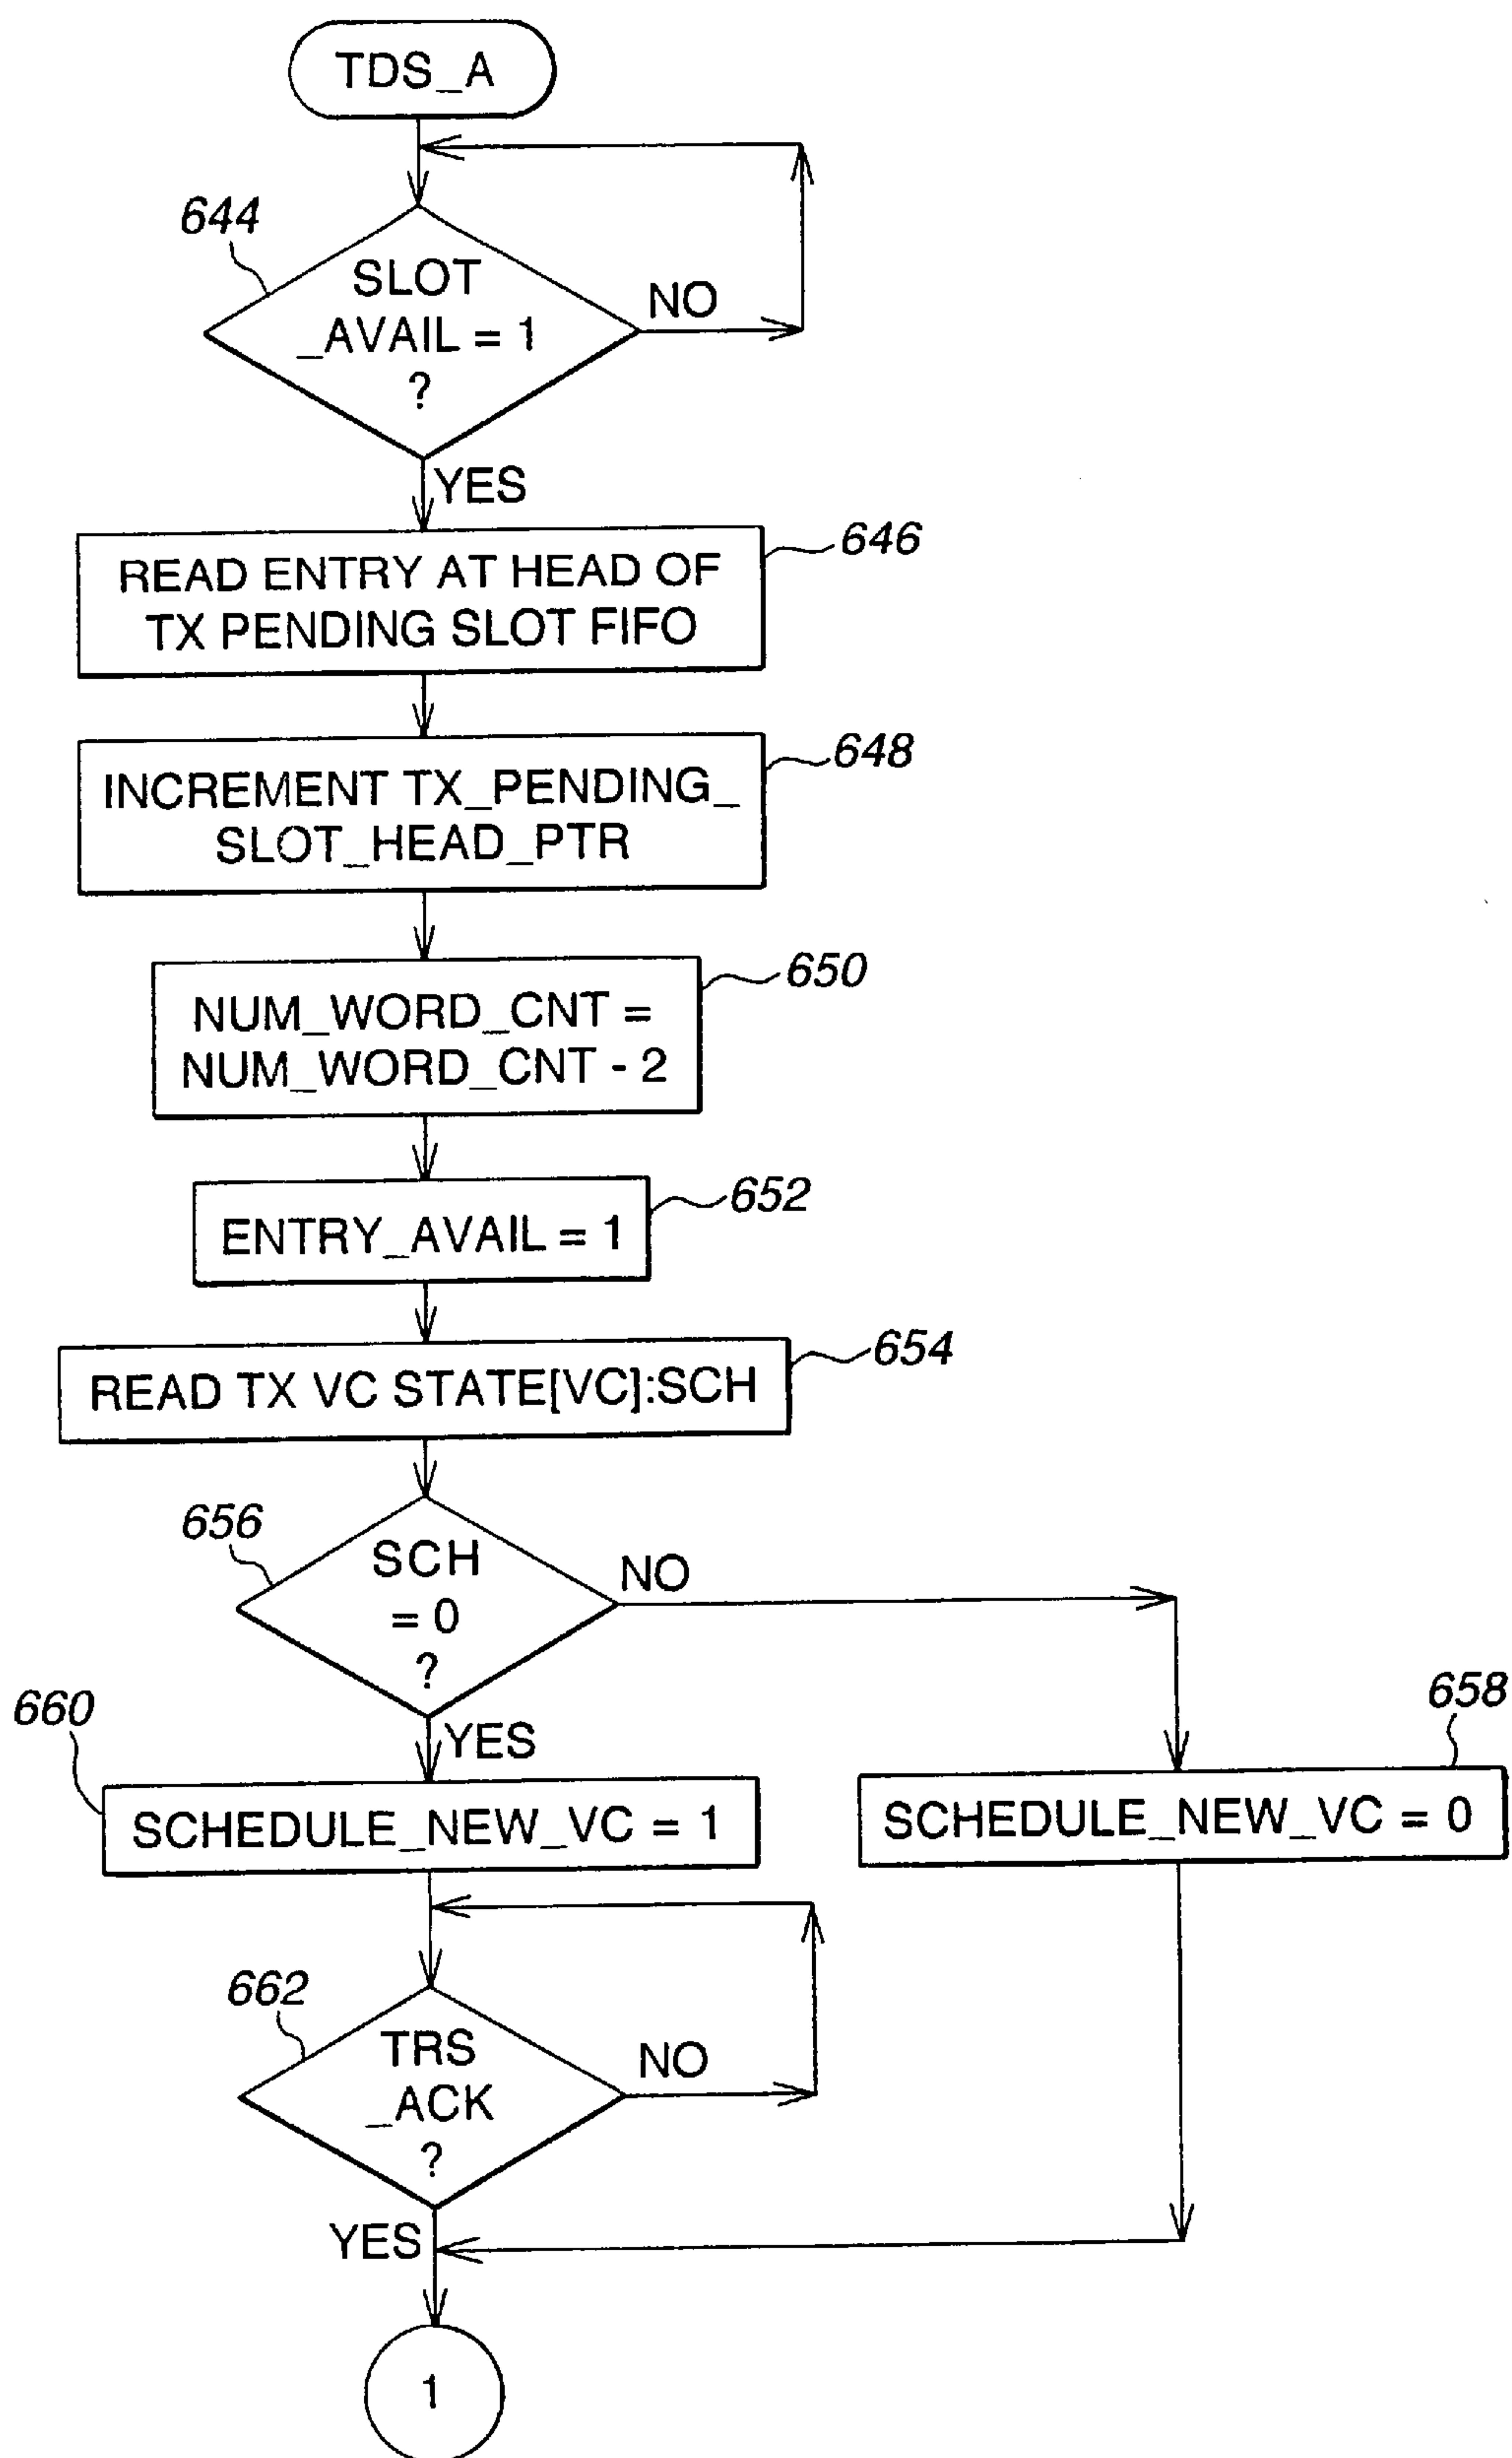 TDS_A
644
SLOT
_AVAIL = 1
?
NO
YES
646
READ ENTRY AT HEAD OF
TX PENDING SLOT FIFO
648
INCREMENT TX_PENDING_
SLOT_HEAD_PTR
650
NUM_WORD_CNT =
NUM_WORD_CNT - 2
652
ENTRY_AVAIL = 1
654
READ TX VC STATE[VC]:SCH
656
SCH
= 0
?
NO
YES
660
SCHEDULE_NEW_VC = 1
658
SCHEDULE_NEW_VC = 0
662
TRS
_ACK
?
NO
YES
1